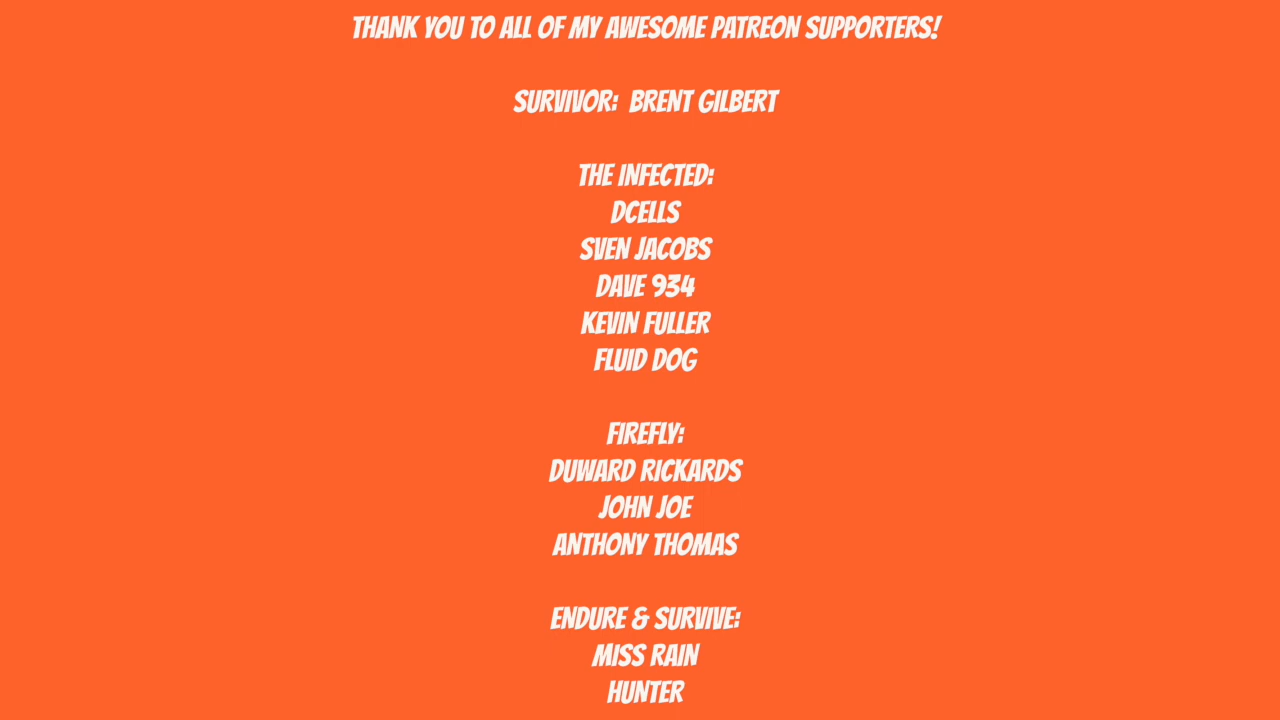 THANK YOU TO ALL OF MY AWESOME PATREON SUPPORTERS!
SURVIVOR: BRENT GILBERT
THE INFECTED:
DCELLS
SVEN JACOBS
DAVE 934
KEVIN FULLER
FLUID DOG
FIREFLY:
DUWARD RICKARDS
JOHN JOE
ANTHONY THOMAS
ENDURE & SURVIVE:
MISS RAIN
HUNTER